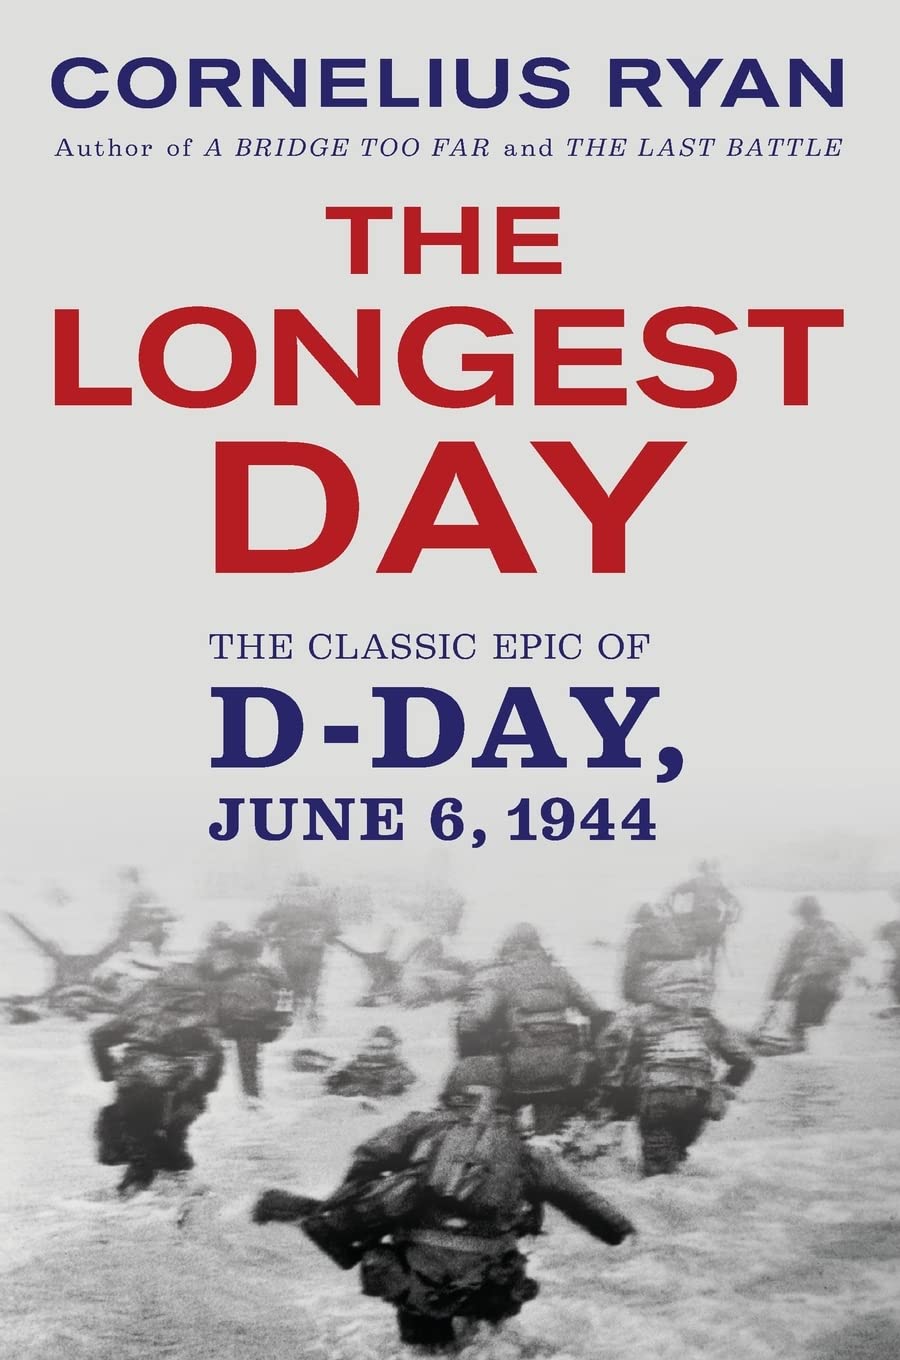 CORNELIUS RYAN
Author of A BRIDGE TOO FAR and THE LAST BATTLE
THE
LONGEST
DAY
THE CLASSIC EPIC OF
D-DAY,
JUNE 6, 1944